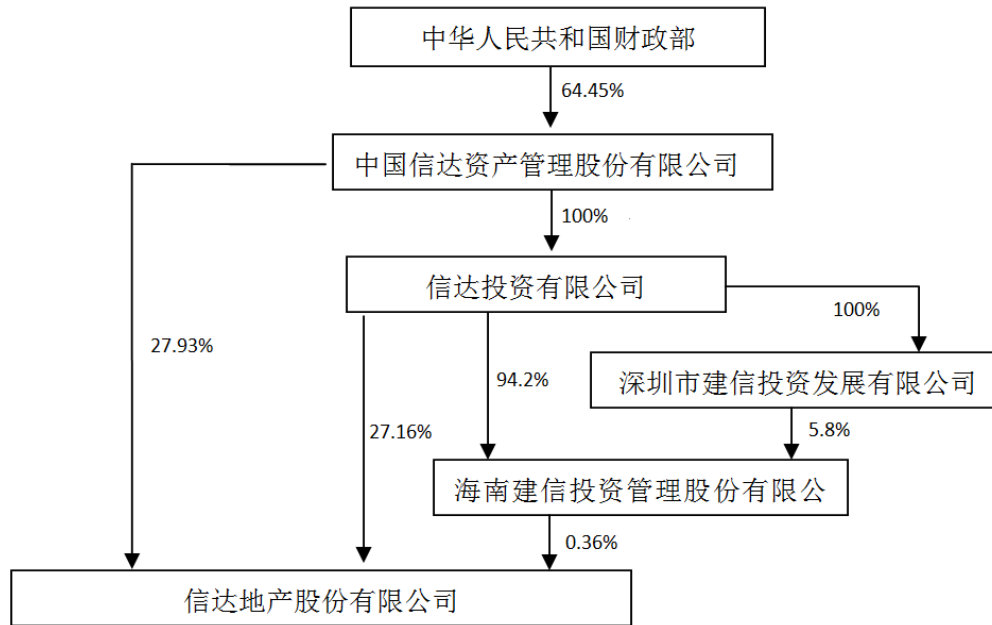 中华人民共和国财政部
64.45%
中国信达资产管理股份有限公司
100%
信达投资有限公司
100%
27.93%
94.2%
深圳市建信投资发展有限公司
27.16%
5.8%
海南建信投资管理股份有限公
0.36%
信达地产股份有限公司